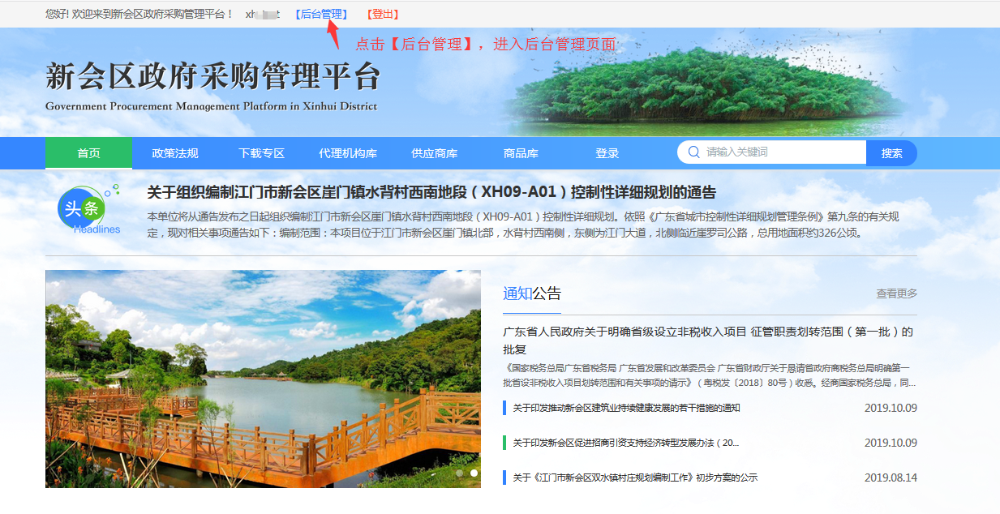 您好! 欢迎来到新会区政府采购管理平台！ 【后台管理】 【登出】
点击【后台管理】，进入后台管理页面
新会区政府采购管理平台
Government Procurement Management Platform in Xinhui District
首页 政策法规 下载专区 代理机构库 供应商库 商品库 登录 请输入关键词 搜索
头条
Headlines
关于组织编制江门市新会区崖门镇水背村西南地段（XH09-A01）控制性详细规划的通告
本单位将从通告发布之日起组织编制江门市新会区崖门镇水背村西南地段（XH09-A01）控制性详细规划。依照《广东省城市控制性详细规划管理条例》第九条的有关规
定，现对相关事项通告如下：编制范围：本项目位于江门市新会区崖门镇北部，水背村西南侧，东侧为江门大道，北侧临近崖罗司公路，总用地面积约326公顷。
通知公告 查看更多
广东省人民政府关于明确省级设立非税收入项目 征管职责划转范围（第一批）的
批复
《国家税务总局广东省税务局 广东省发展和改革委员会 广东省财政厅关于恳请省政府商税务总局明确第一
批省设非税收入项目划转范围和有关事项的请示》（粤税发〔2018〕80号）收悉。经商国家税务总局，同...
关于印发推动新会区建筑业持续健康发展的若干措施的通知 2019.10.09
关于印发新会区促进招商引资支持经济转型发展办法（20... 2019.10.09
关于《江门市新会区双水镇村庄规划编制工作》初步方案的公示 2019.08.14